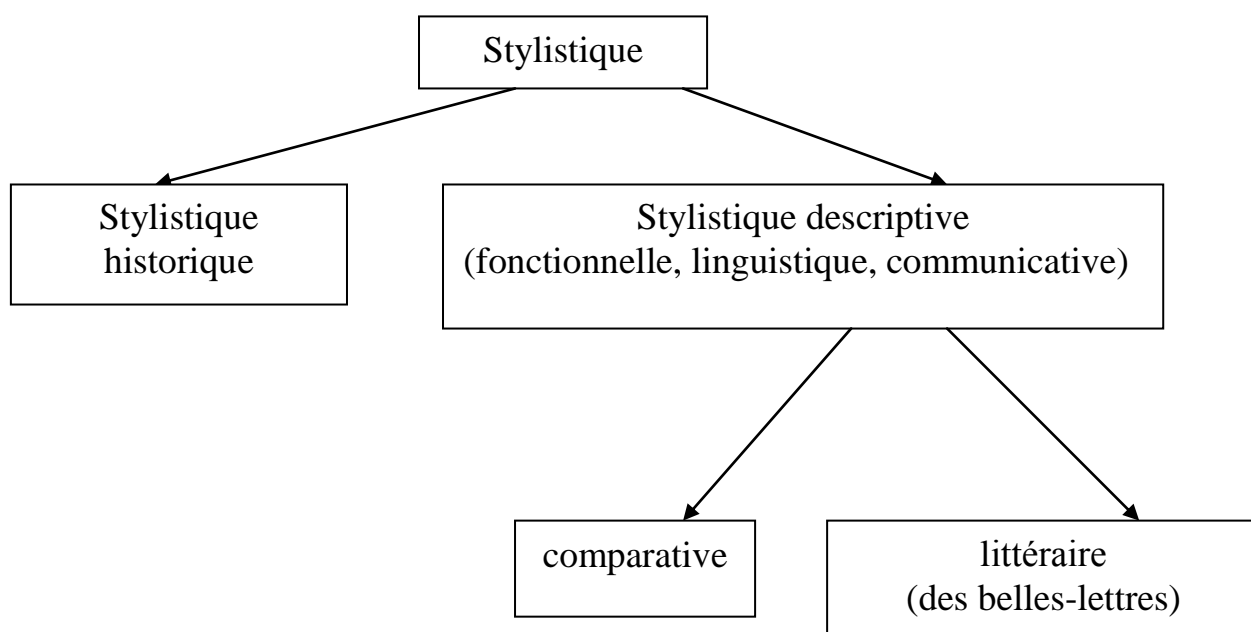 Stylistique
Stylistique
historique
Stylistique descriptive
(fonctionnelle, linguistique, communicative)
comparative
littéraire
(des belles-lettres)